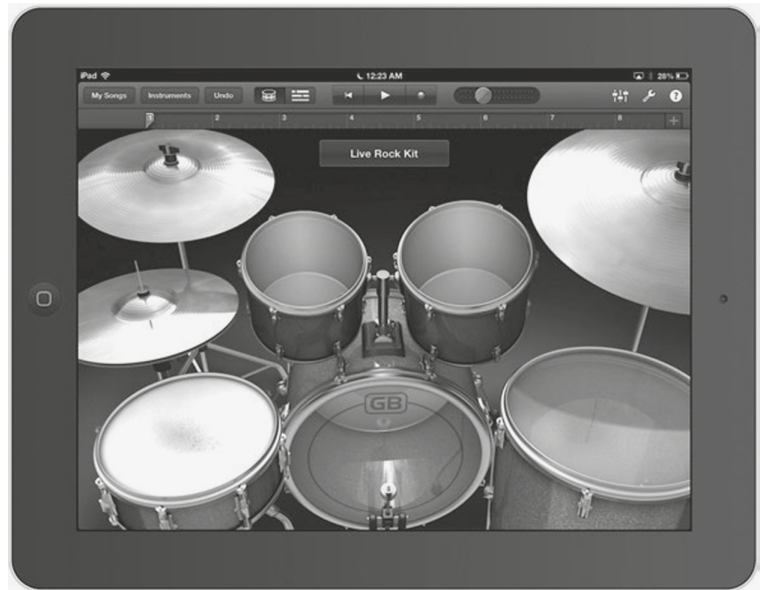 iPad 12:23 AM 28%
My Songs Instruments Undo ?
1 2 3 4 5 6 7 8 +
Live Rock Kit
GB